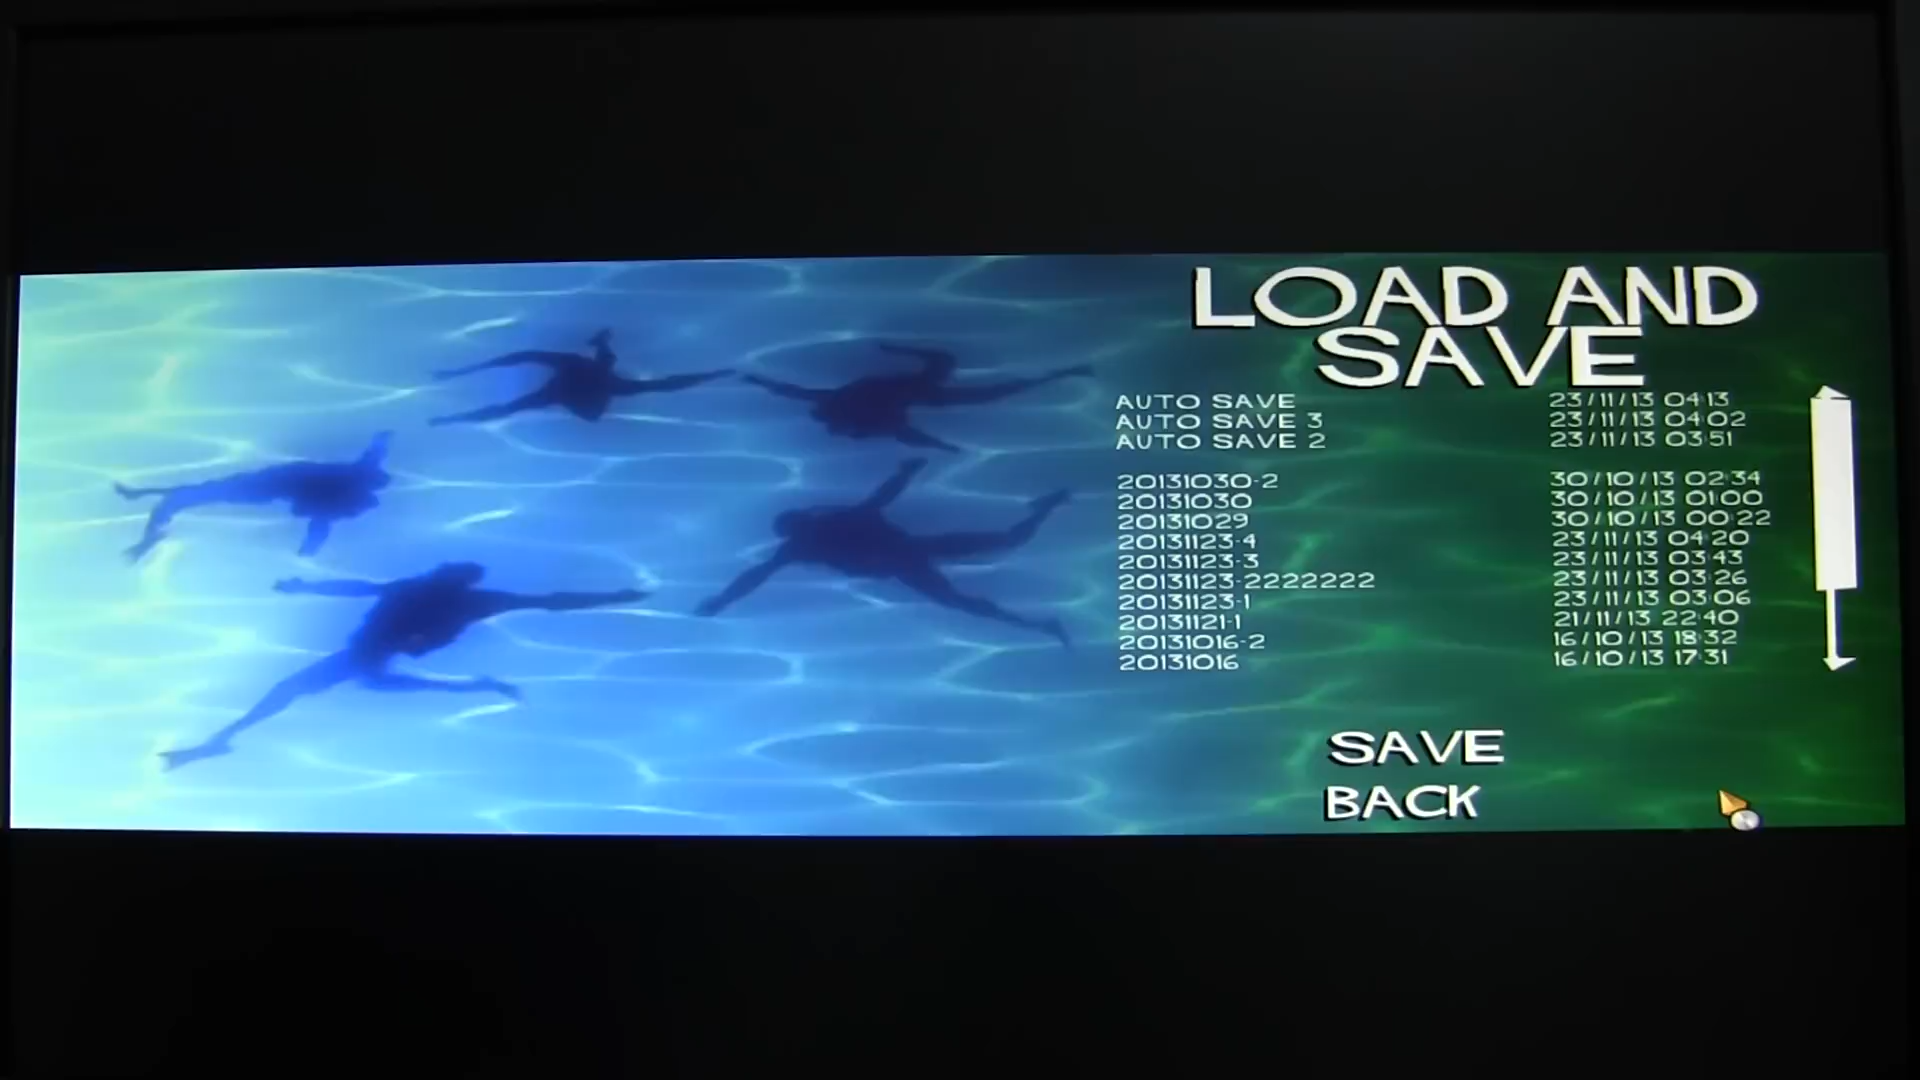 LOAD AND
SAVE
AUTO SAVE 23/11/13 04:13
AUTO SAVE 3 23/11/13 04:02
AUTO SAVE 2 23/11/13 03:51
20131030-2 30/10/13 02:34
20131030 30/10/13 01:00
20131029 30/10/13 00:22
20131123-4 23/11/13 04:20
20131123-3 23/11/13 03:43
20131123-2222222 23/11/13 03:26
20131123-1 23/11/13 03:06
20131121-1 21/11/13 22:40
20131016-2 16/10/13 18:32
20131016 16/10/13 17:31
SAVE
BACK